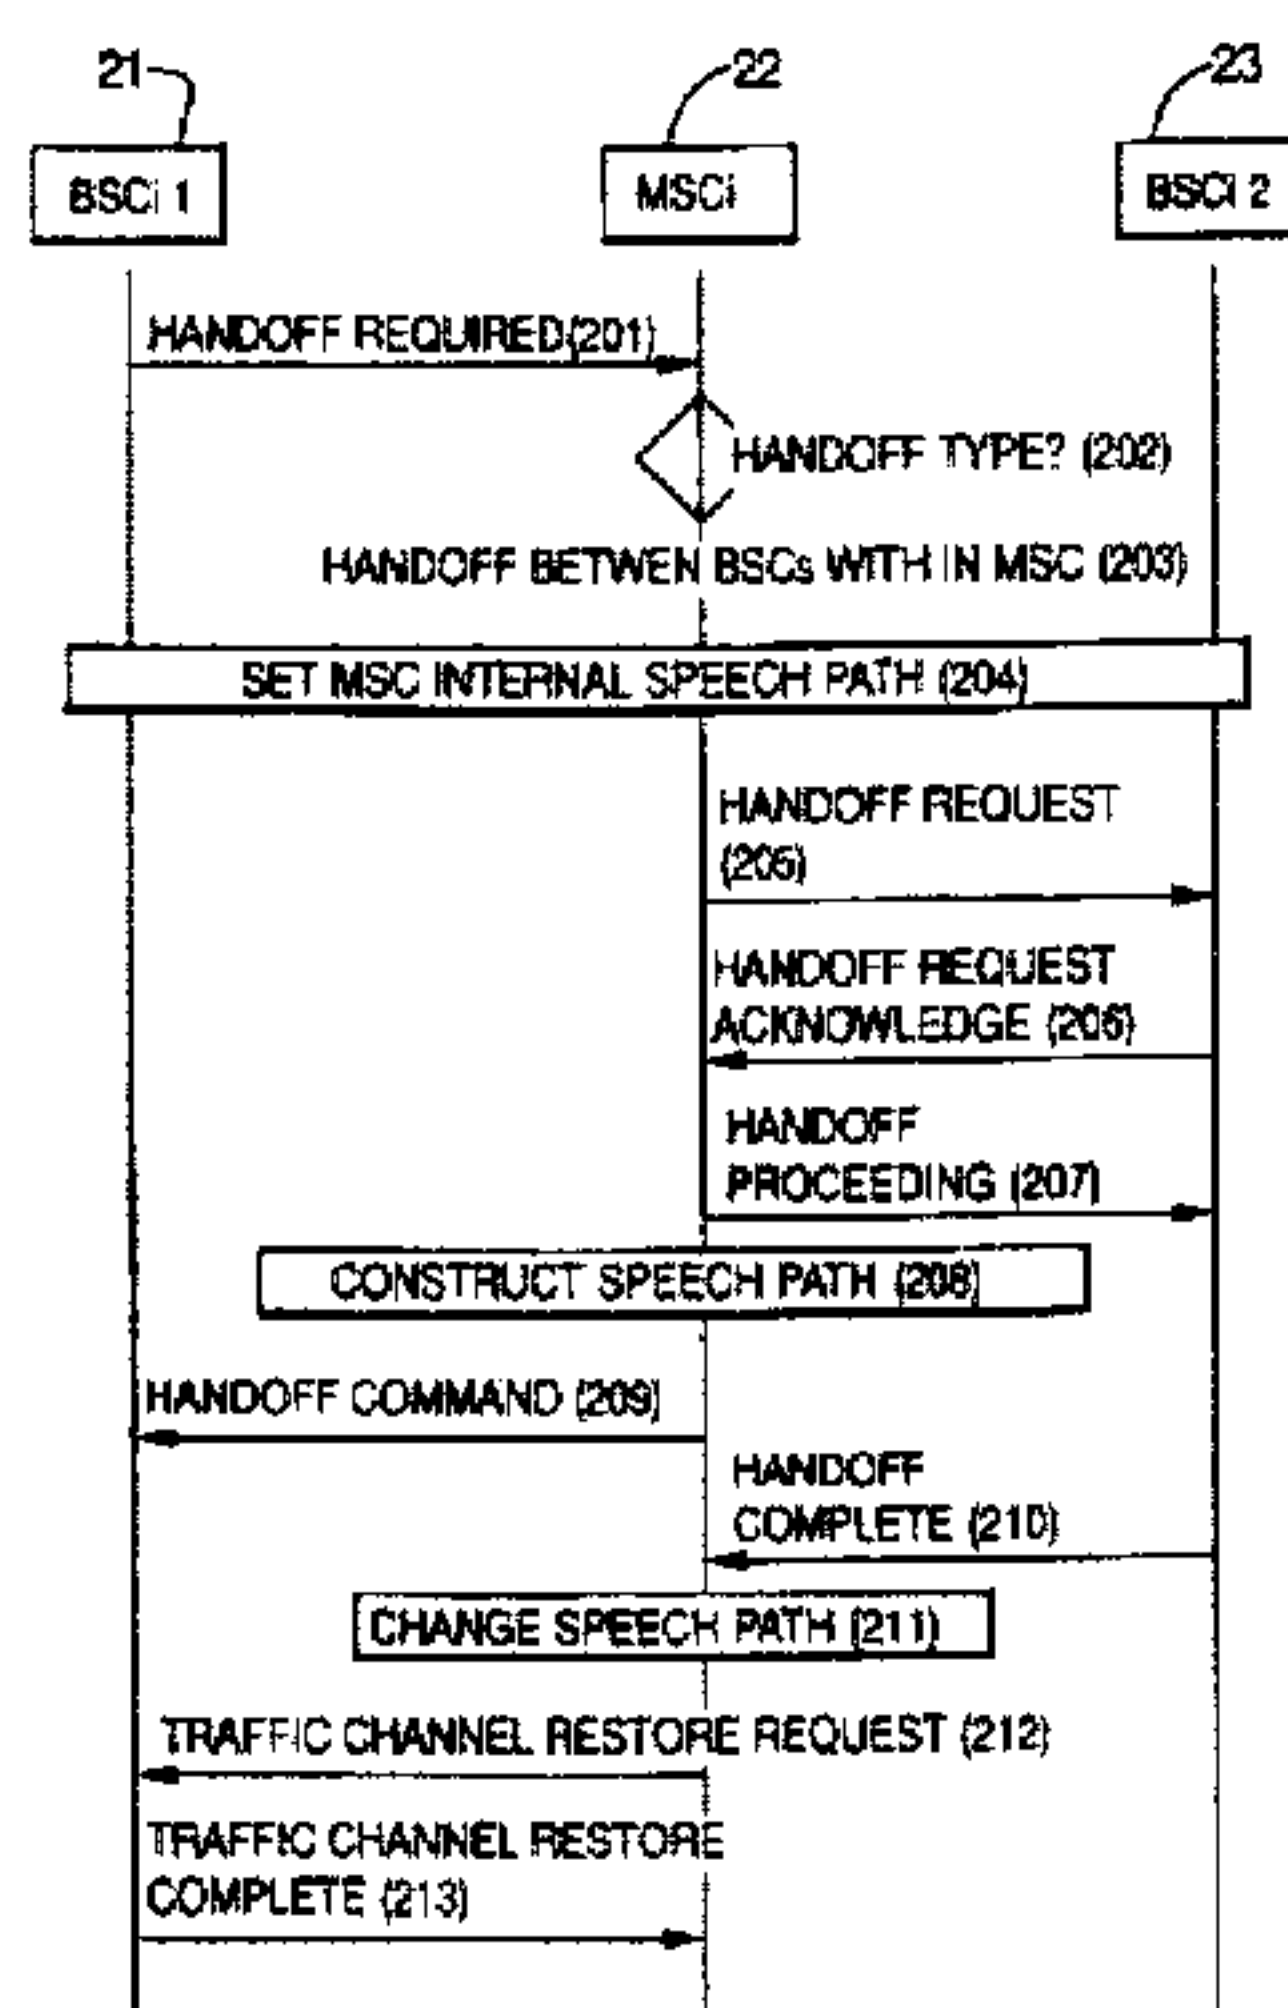 21
22
23
BSCi 1
MSCi
BSCi 2
HANDOFF REQUIRED(201)
HANDOFF TYPE? (202)
HANDOFF BETWEN BSCs WITH IN MSC (203)
SET MSC INTERNAL SPEECH PATH (204)
HANDOFF REQUEST
(205)
HANDOFF REQUEST
ACKNOWLEDGE (206)
HANDOFF
PROCEEDING (207)
CONSTRUCT SPEECH PATH (208)
HANDOFF COMMAND (209)
HANDOFF
COMPLETE (210)
CHANGE SPEECH PATH (211)
TRAFFIC CHANNEL RESTORE REQUEST (212)
TRAFFIC CHANNEL RESTORE
COMPLETE (213)